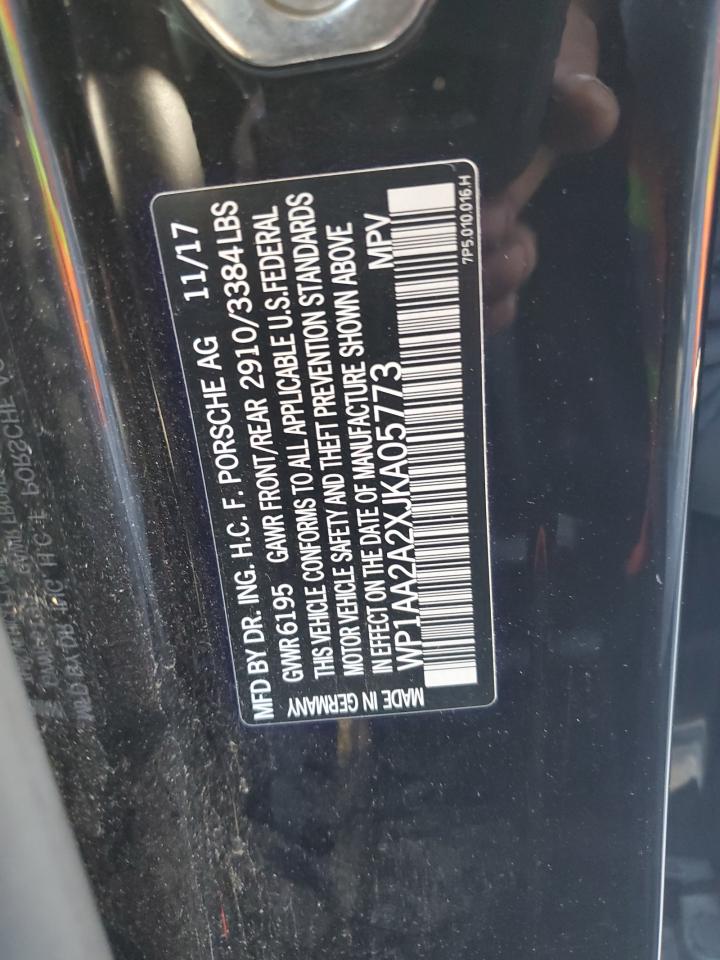 MFD BY DR. ING. H.C. F. PORSCHE AG 11/17
GVWR 6195 GAWR FRONT/REAR 2910/3384 LBS
THIS VEHICLE CONFORMS TO ALL APPLICABLE U.S. FEDERAL
MOTOR VEHICLE SAFETY AND THEFT PREVENTION STANDARDS
IN EFFECT ON THE DATE OF MANUFACTURE SHOWN ABOVE
WP1AA2A2XJKA05773 MPV
MADE IN GERMANY
7P5.010.016.H